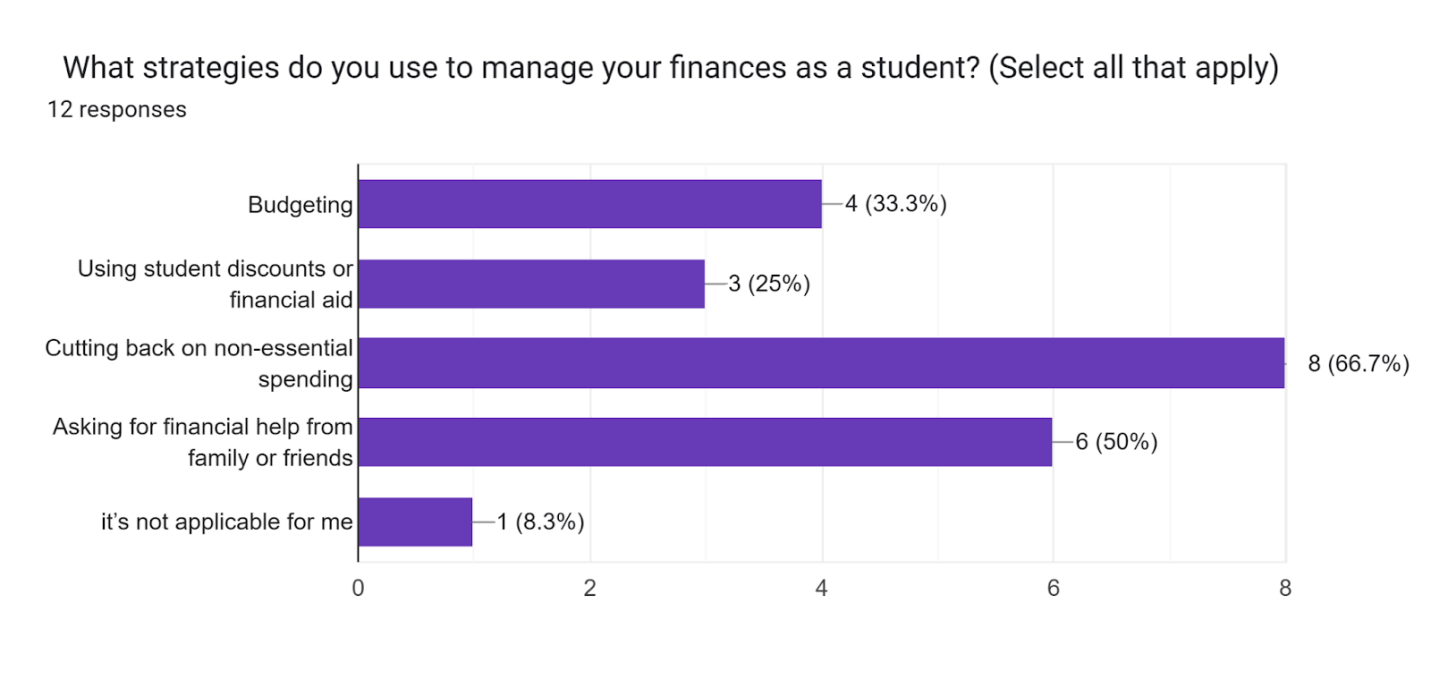 What strategies do you use to manage your finances as a student? (Select all that apply)
12 responses
Budgeting
4 (33.3%)
Using student discounts or
financial aid
3 (25%)
Cutting back on non-essential
spending
8 (66.7%)
Asking for financial help from
family or friends
6 (50%)
it’s not applicable for me
1 (8.3%)
0 2 4 6 8